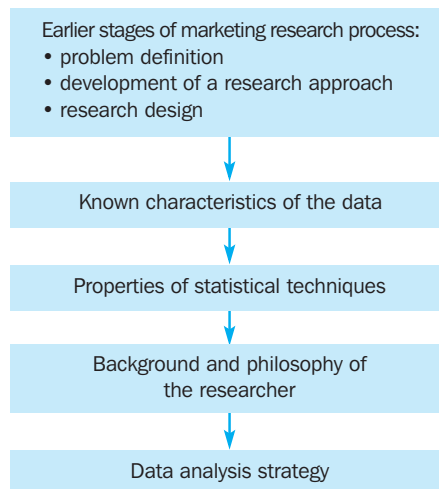 Earlier stages of marketing research process:
• problem definition
• development of a research approach
• research design
Known characteristics of the data
Properties of statistical techniques
Background and philosophy of
the researcher
Data analysis strategy